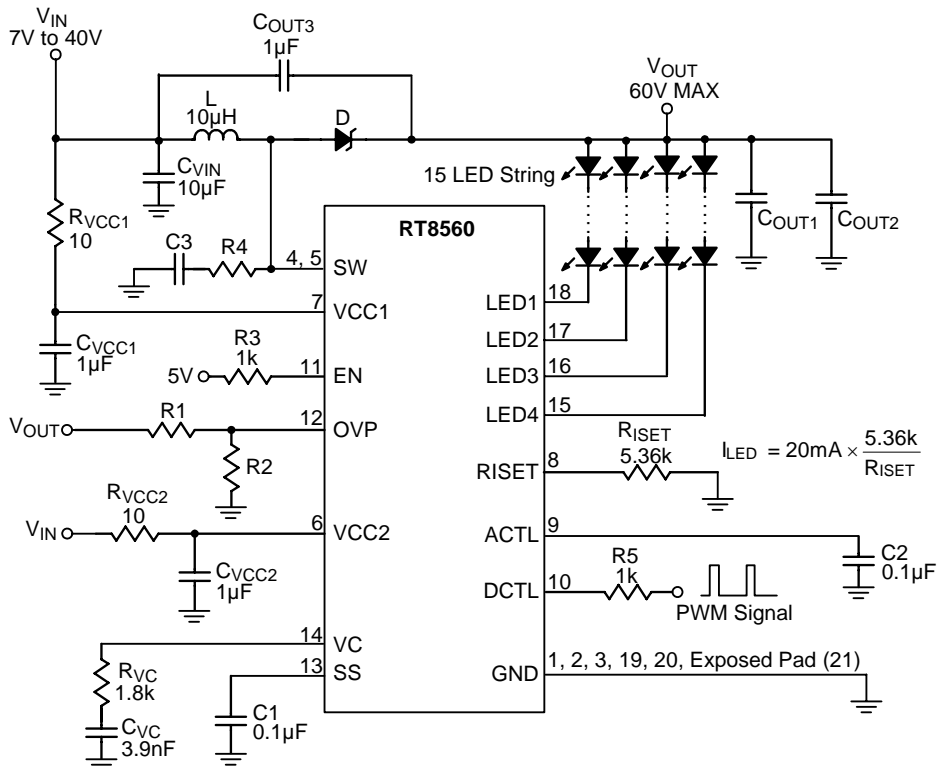 VIN
7V to 40V
COUT3
1µF
VOUT
60V MAX
L
10µH
D
CVIN
10µF
15 LED String
RVCC1
10
COUT1
COUT2
RT8560
C3
R4
4, 5
SW
7
VCC1
LED1
18
CVCC1
1µF
R3
1k
5V
11
EN
LED2
17
LED3
16
LED4
15
VOUT
R1
12
OVP
R2
RISET
5.36k
RISET
8
ILED = 20mA × 5.36k / RISET
RVCC2
10
VIN
6
VCC2
CVCC2
1µF
ACTL
9
C2
0.1µF
R5
1k
DCTL
10
PWM Signal
14
VC
13
SS
RVC
1.8k
CVC
3.9nF
C1
0.1µF
GND
1, 2, 3, 19, 20, Exposed Pad (21)